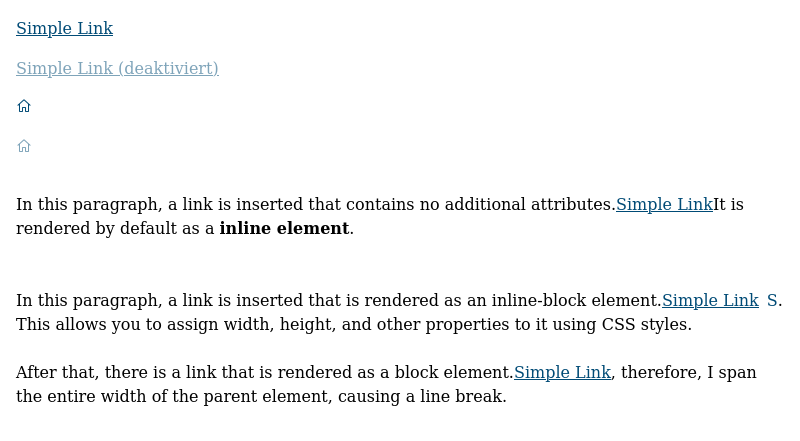 Simple Link
Simple Link (deaktiviert)
In this paragraph, a link is inserted that contains no additional attributes.Simple LinkIt is
rendered by default as a inline element.
In this paragraph, a link is inserted that is rendered as an inline-block element.Simple Link S.
This allows you to assign width, height, and other properties to it using CSS styles.
After that, there is a link that is rendered as a block element.Simple Link, therefore, I span
the entire width of the parent element, causing a line break.